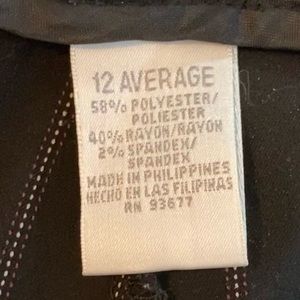 12 AVERAGE
58% POLYESTER/
POLIESTER
40% RAYON/RAYON
2% SPANDEX/
SPANDEX
MADE IN PHILIPPINES
HECHO EN LAS FILIPINAS
RN 93677